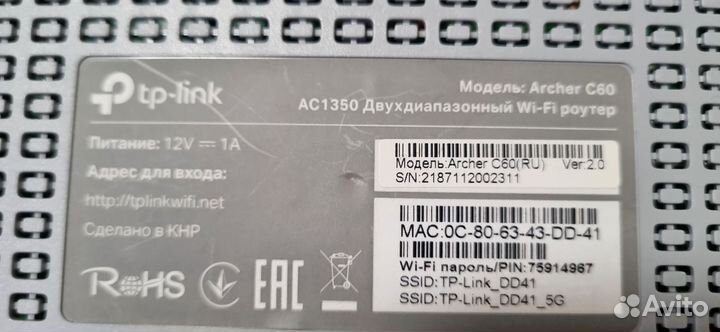 tp-link
Модель: Archer C60
AC1350 Двухдиапазонный Wi-Fi роутер
Питание: 12V ⎓ 1A
Адрес для входа:
http://tplinkwifi.net
Сделано в КНР
RoHS
EAC
Модель:Archer C60(RU) Ver:2.0
S/N:2187112002311
MAC:0C-80-63-43-DD-41
Wi-Fi пароль/PIN:75914967
SSID:TP-Link_DD41
SSID:TP-Link_DD41_5G
Avito